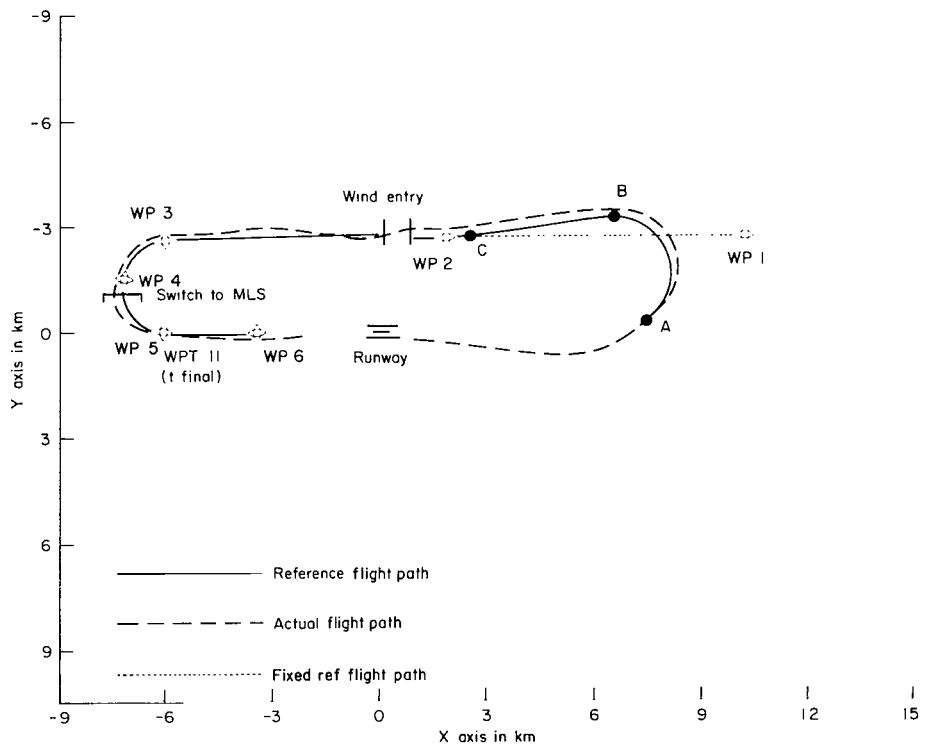 -9
-6
Wind entry
B
WP 3
-3
C
WP 2
WP 1
WP 4
Switch to MLS
A
0
WP 5
WPT 11
(t final)
WP 6
Runway
Y axis in km
3
6
Reference flight path
Actual flight path
9
Fixed ref flight path
-9
-6
-3
0
3
6
9
12
15
X axis in km